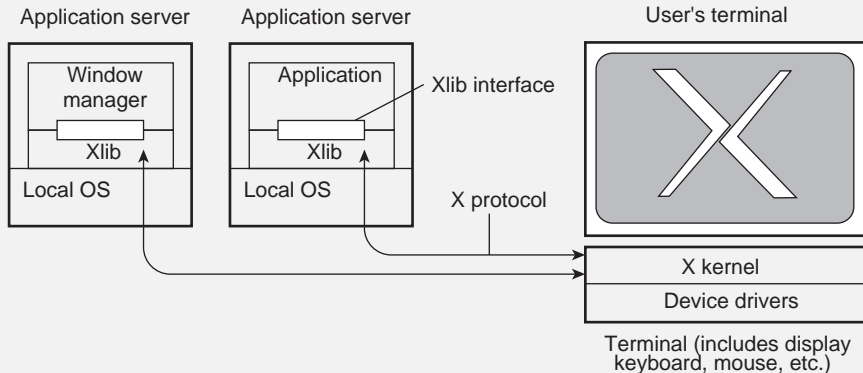 Application server
Application server
User's terminal
Window
manager
Application
Xlib interface
Xlib
Xlib
Local OS
Local OS
X protocol
X kernel
Device drivers
Terminal (includes display
keyboard, mouse, etc.)